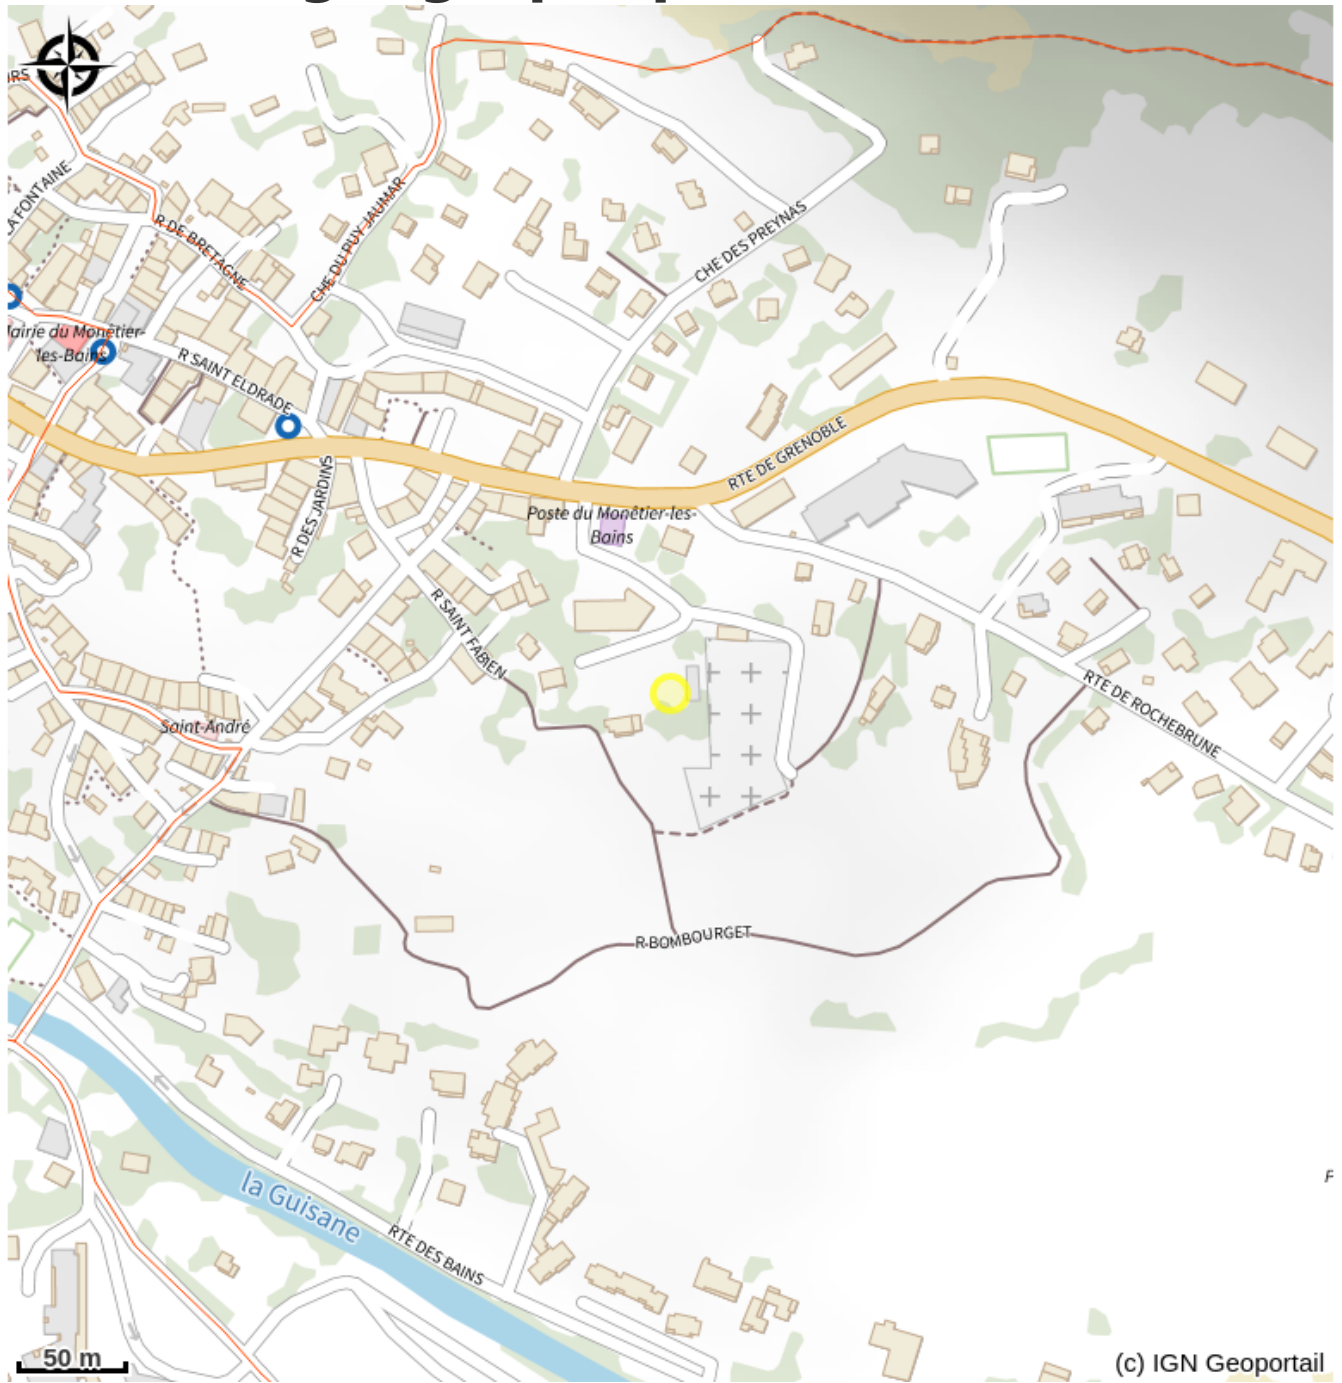 RS
LA FONTAINE
R DE BRETAGNE
CHE DU PUY JAUMAR
CHE DES PREYNAS
Mairie du Monêtier-
les-Bains
R SAINT ELDRADE
R DES JARDINS
RTE DE GRENOBLE
Poste du Monêtier-les-
Bains
R SAINT FABIEN
RTE DE ROCHEBRUNE
Saint-André
R BOMBOURGET
la Guisane
RTE DES BAINS
F
50 m
(c) IGN Geoportail